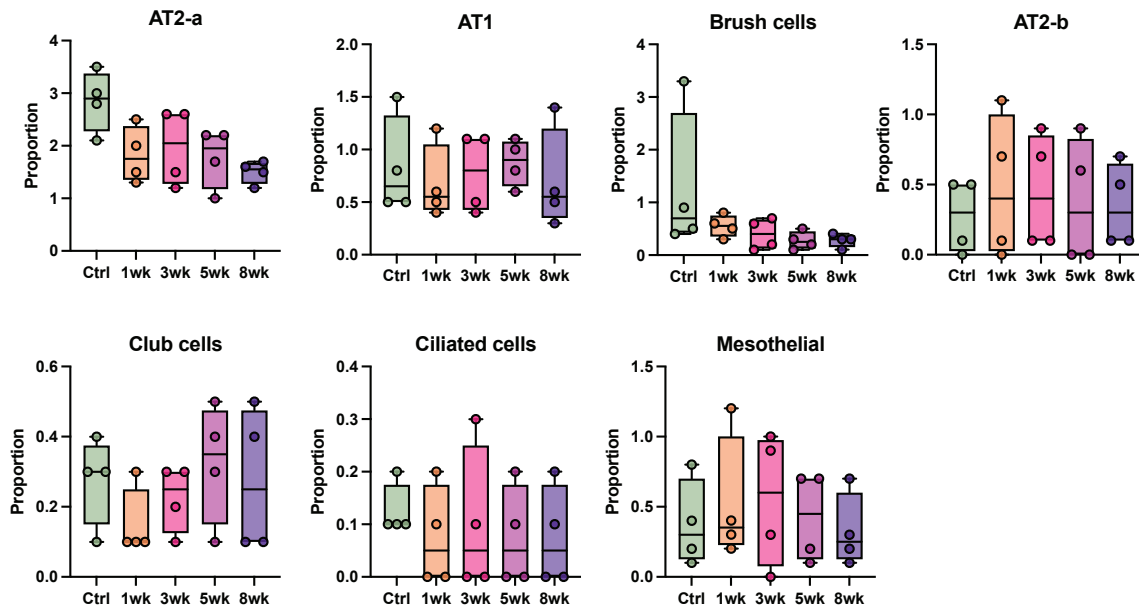 AT2-a
Proportion
4
3
2
1
0
Ctrl 1wk 3wk 5wk 8wk
AT1
Proportion
2.0
1.5
1.0
0.5
0.0
Ctrl 1wk 3wk 5wk 8wk
Brush cells
Proportion
4
3
2
1
0
Ctrl 1wk 3wk 5wk 8wk
AT2-b
Proportion
1.5
1.0
0.5
0.0
Ctrl 1wk 3wk 5wk 8wk
Club cells
Proportion
0.6
0.4
0.2
0.0
Ctrl 1wk 3wk 5wk 8wk
Ciliated cells
Proportion
0.4
0.3
0.2
0.1
0.0
Ctrl 1wk 3wk 5wk 8wk
Mesothelial
Proportion
1.5
1.0
0.5
0.0
Ctrl 1wk 3wk 5wk 8wk